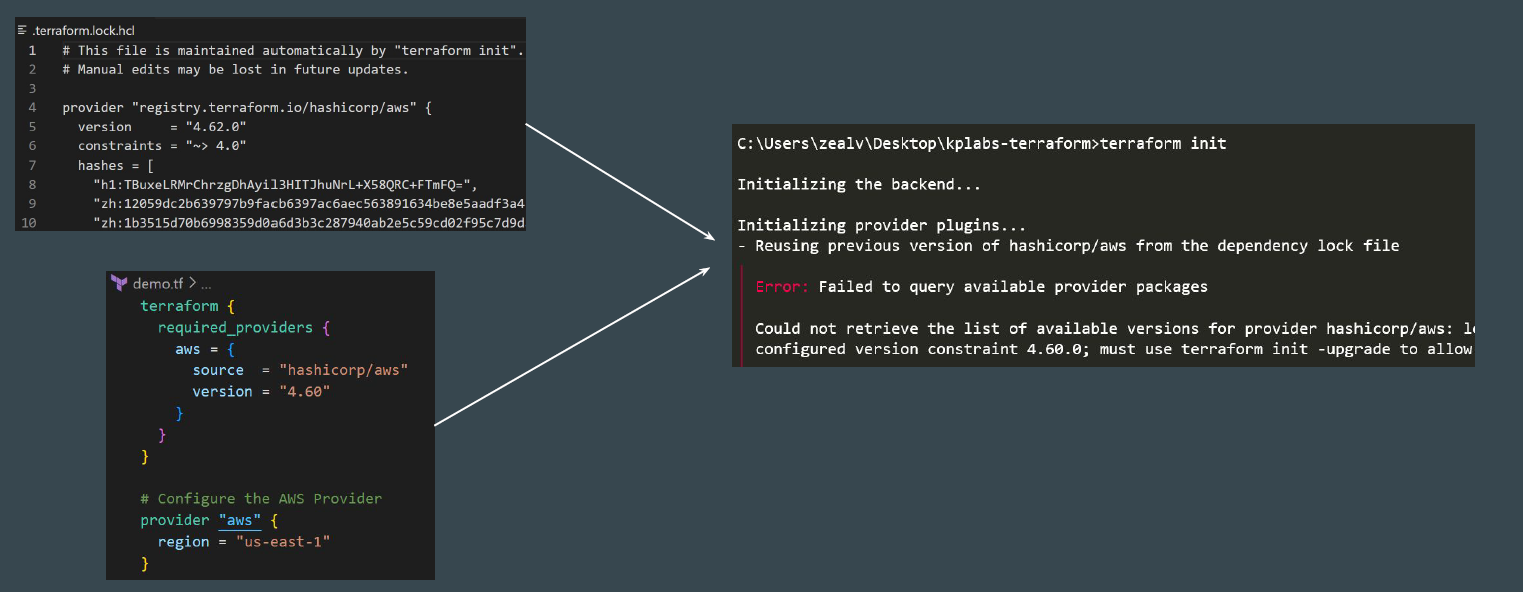 .terraform.lock.hcl
1 # This file is maintained automatically by "terraform init".
2 # Manual edits may be lost in future updates.
3
4 provider "registry.terraform.io/hashicorp/aws" {
5   version     = "4.62.0"
6   constraints = "~> 4.0"
7   hashes = [
8     "h1:TBuxeLRMrChrzgDhAyil3HITJhuNrL+X58QRC+FTmFQ=",
9     "zh:12059dc2b639797b9facb6397ac6aec563891634be8e5aadf3a4
10     "zh:1b3515d70b6998359d0a6d3b3c287940ab2e5c59cd02f95c7d9d
demo.tf > ...
terraform {
  required_providers {
    aws = {
      source  = "hashicorp/aws"
      version = "4.60"
    }
  }
}
# Configure the AWS Provider
provider "aws" {
  region = "us-east-1"
}
C:\Users\zealv\Desktop\kplabs-terraform>terraform init
Initializing the backend...
Initializing provider plugins...
- Reusing previous version of hashicorp/aws from the dependency lock file
Error: Failed to query available provider packages
Could not retrieve the list of available versions for provider hashicorp/aws:
configured version constraint 4.60.0; must use terraform init -upgrade to allow